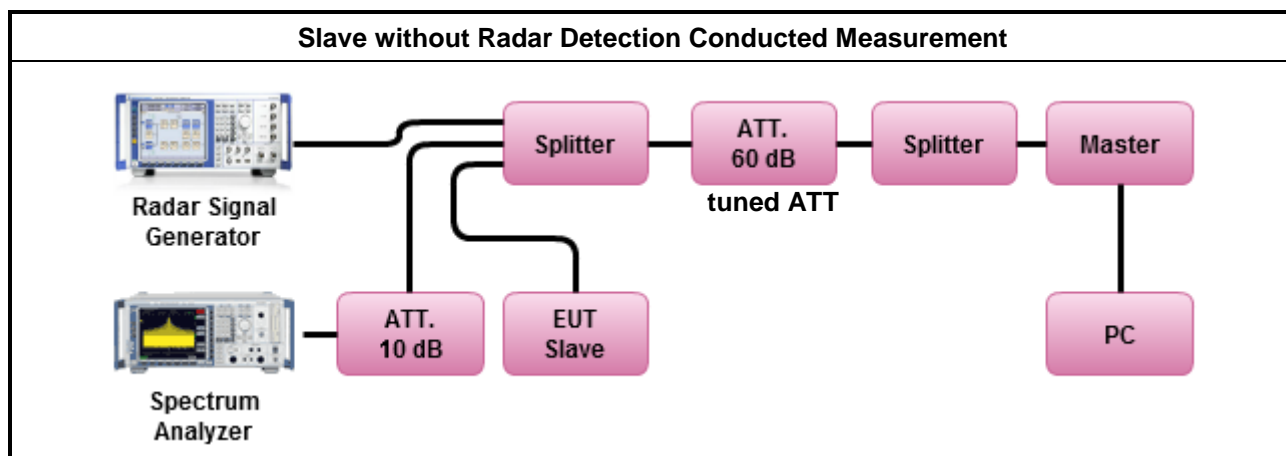 Slave without Radar Detection Conducted Measurement
Radar Signal
Generator
Splitter
ATT.
60 dB
tuned ATT
Splitter
Master
Spectrum
Analyzer
ATT.
10 dB
EUT
Slave
PC